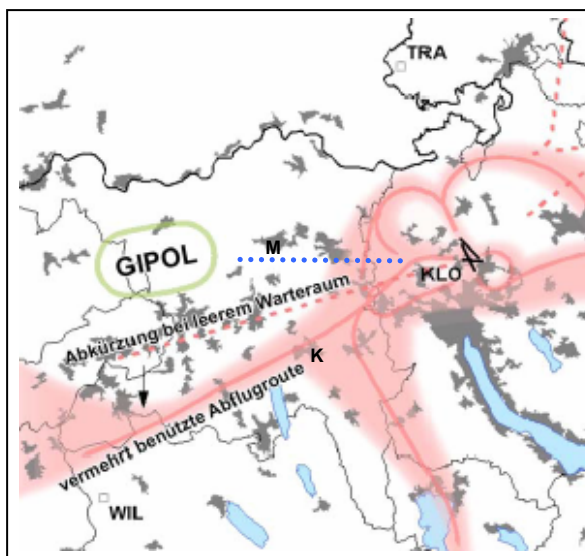 TRA
M
GIPOL
KLO
Abkürzung bei leerem Warteraum
K
vermehrt benützte Abflugroute
WIL